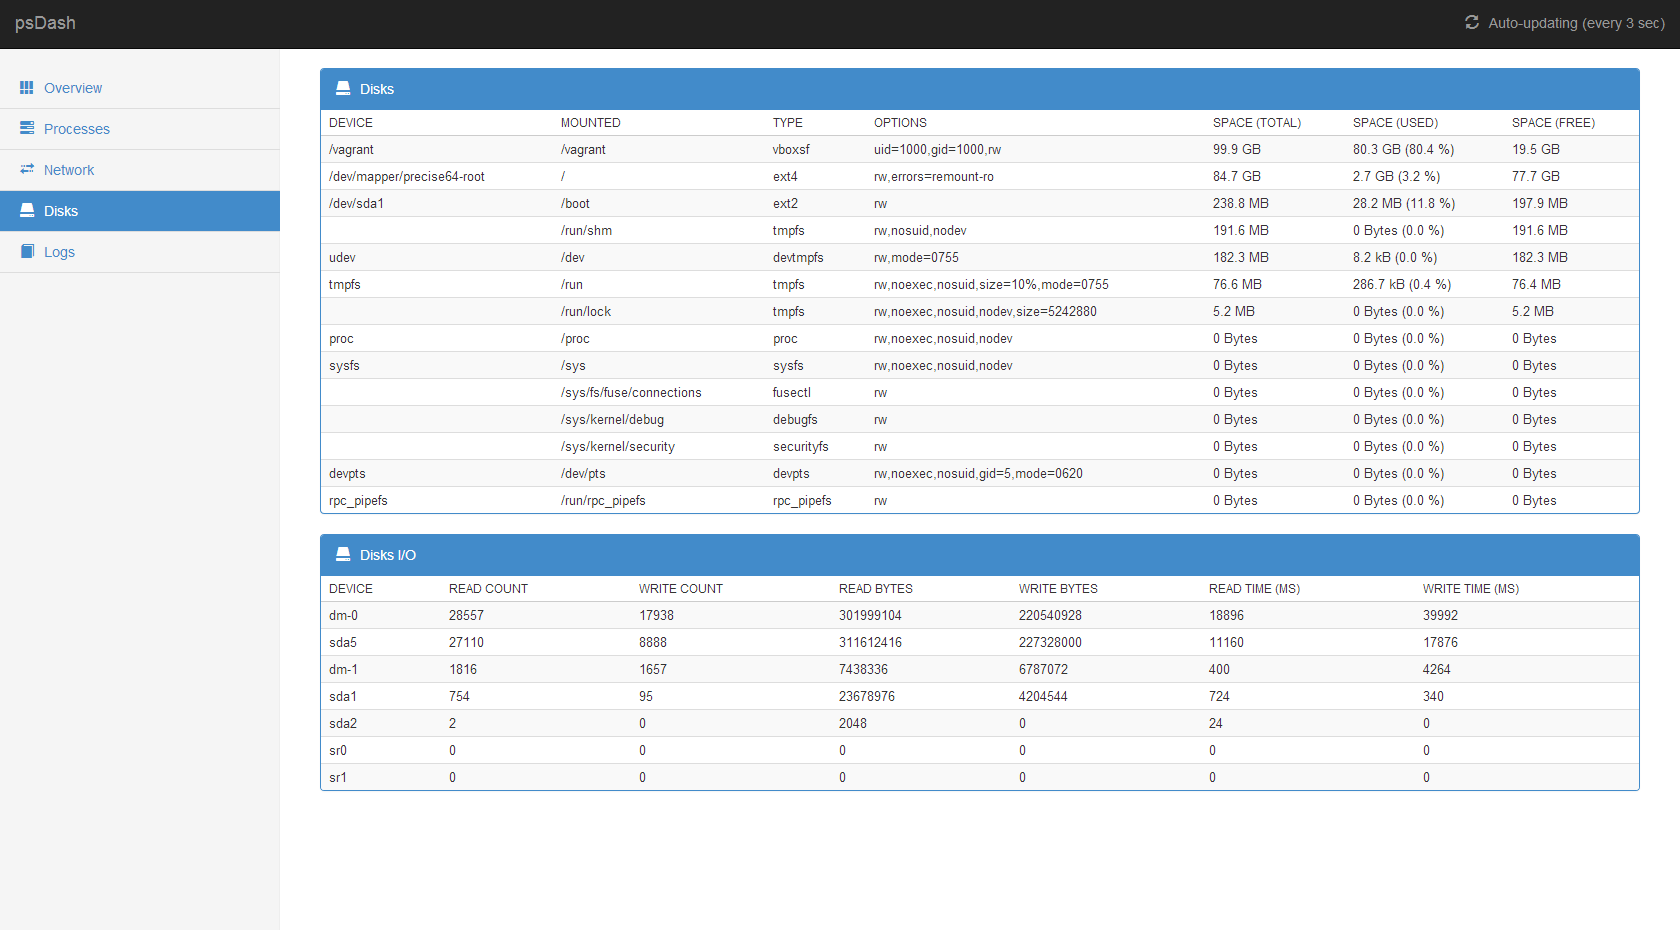 psDash
Auto-updating (every 3 sec)
Overview
Processes
Network
Disks
Logs
Disks
DEVICE MOUNTED TYPE OPTIONS SPACE (TOTAL) SPACE (USED) SPACE (FREE)
/vagrant /vagrant vboxsf uid=1000,gid=1000,rw 99.9 GB 80.3 GB (80.4 %) 19.5 GB
/dev/mapper/precise64-root / ext4 rw,errors=remount-ro 84.7 GB 2.7 GB (3.2 %) 77.7 GB
/dev/sda1 /boot ext2 rw 238.8 MB 28.2 MB (11.8 %) 197.9 MB
/run/shm tmpfs rw,nosuid,nodev 191.6 MB 0 Bytes (0.0 %) 191.6 MB
udev /dev devtmpfs rw,mode=0755 182.3 MB 8.2 kB (0.0 %) 182.3 MB
tmpfs /run tmpfs rw,noexec,nosuid,size=10%,mode=0755 76.6 MB 286.7 kB (0.4 %) 76.4 MB
/run/lock tmpfs rw,noexec,nosuid,nodev,size=5242880 5.2 MB 0 Bytes (0.0 %) 5.2 MB
proc /proc proc rw,noexec,nosuid,nodev 0 Bytes 0 Bytes (0.0 %) 0 Bytes
sysfs /sys sysfs rw,noexec,nosuid,nodev 0 Bytes 0 Bytes (0.0 %) 0 Bytes
/sys/fs/fuse/connections fusectl rw 0 Bytes 0 Bytes (0.0 %) 0 Bytes
/sys/kernel/debug debugfs rw 0 Bytes 0 Bytes (0.0 %) 0 Bytes
/sys/kernel/security securityfs rw 0 Bytes 0 Bytes (0.0 %) 0 Bytes
devpts /dev/pts devpts rw,noexec,nosuid,gid=5,mode=0620 0 Bytes 0 Bytes (0.0 %) 0 Bytes
rpc_pipefs /run/rpc_pipefs rpc_pipefs rw 0 Bytes 0 Bytes (0.0 %) 0 Bytes
Disks I/O
DEVICE READ COUNT WRITE COUNT READ BYTES WRITE BYTES READ TIME (MS) WRITE TIME (MS)
dm-0 28557 17938 301999104 220540928 18896 39992
sda5 27110 8888 311612416 227328000 11160 17876
dm-1 1816 1657 7438336 6787072 400 4264
sda1 754 95 23678976 4204544 724 340
sda2 2 0 2048 0 24 0
sr0 0 0 0 0 0 0
sr1 0 0 0 0 0 0